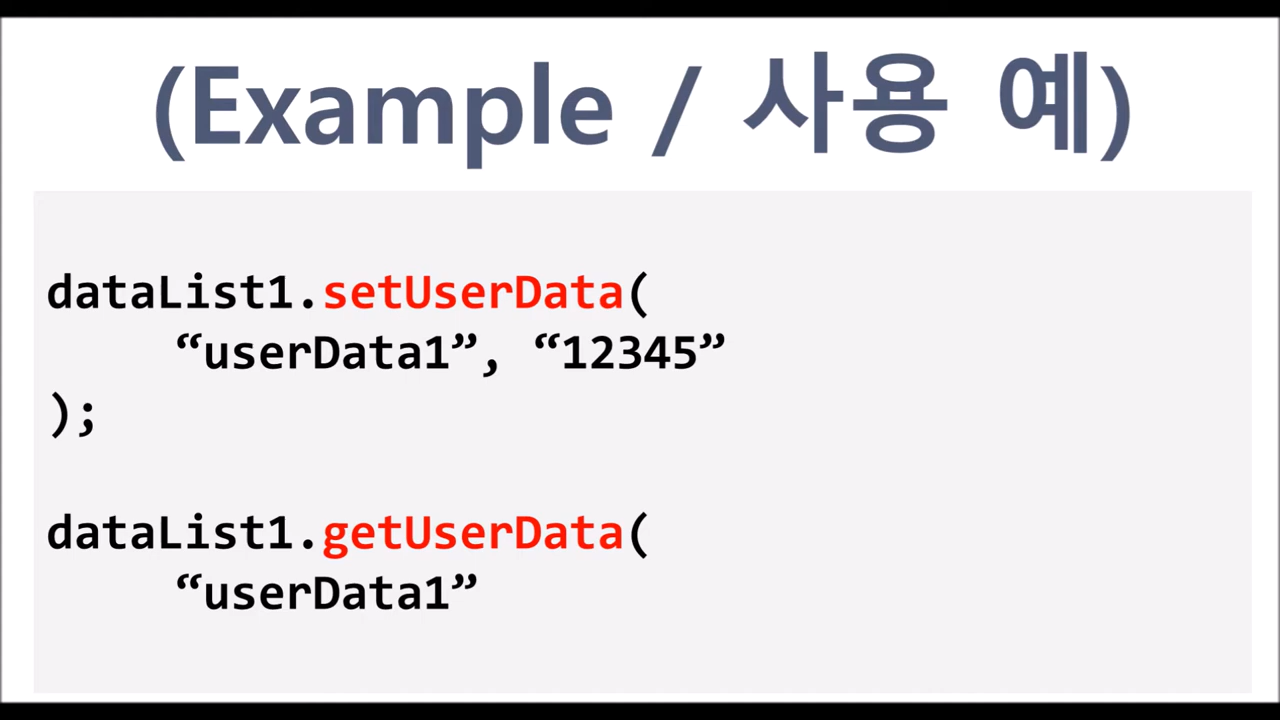 (Example / 사용 예)
dataList1.setUserData(
“userData1”, “12345”
);
dataList1.getUserData(
“userData1”